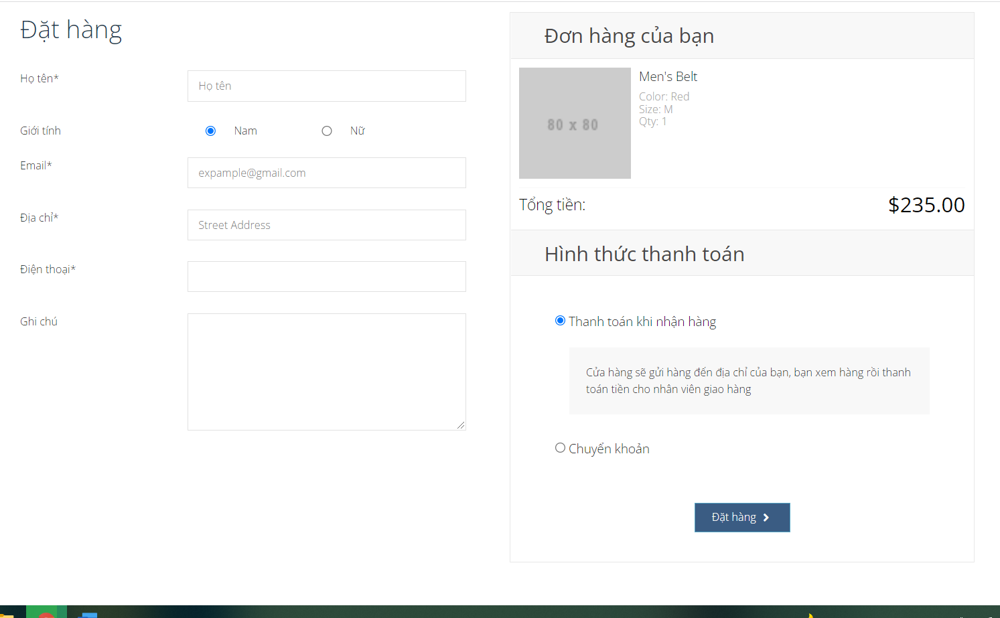 Đặt hàng
Họ tên*
Họ tên
Giới tính
Nam
Nữ
Email*
expample@gmail.com
Địa chỉ*
Street Address
Điện thoại*
Ghi chú
Đơn hàng của bạn
80 x 80
Men's Belt
Color: Red
Size: M
Qty: 1
Tổng tiền:
$235.00
Hình thức thanh toán
Thanh toán khi nhận hàng
Cửa hàng sẽ gửi hàng đến địa chỉ của bạn, bạn xem hàng rồi thanh
toán tiền cho nhân viên giao hàng
Chuyển khoản
Đặt hàng